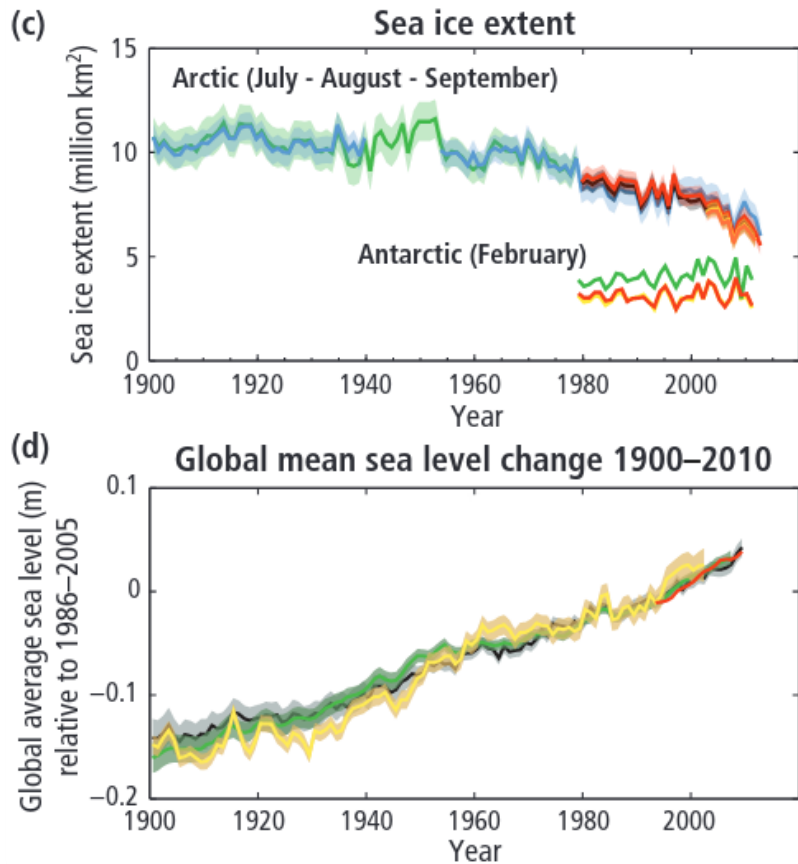 (c)
Sea ice extent
Sea ice extent (million km²)
15
10
5
0
Arctic (July - August - September)
Antarctic (February)
1900
1920
1940
1960
1980
2000
Year
(d)
Global mean sea level change 1900–2010
Global average sea level (m)
relative to 1986–2005
0.1
0
−0.1
−0.2
1900
1920
1940
1960
1980
2000
Year